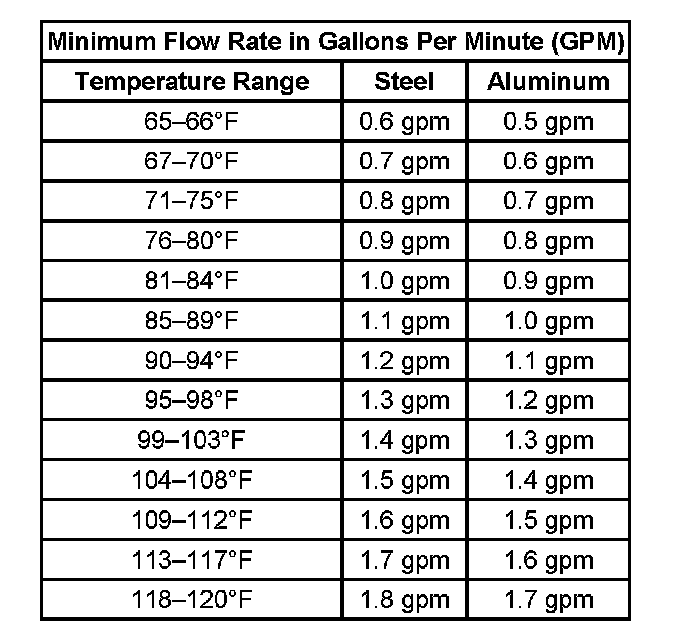 Minimum Flow Rate in Gallons Per Minute (GPM)
Temperature Range Steel Aluminum
65–66°F 0.6 gpm 0.5 gpm
67–70°F 0.7 gpm 0.6 gpm
71–75°F 0.8 gpm 0.7 gpm
76–80°F 0.9 gpm 0.8 gpm
81–84°F 1.0 gpm 0.9 gpm
85–89°F 1.1 gpm 1.0 gpm
90–94°F 1.2 gpm 1.1 gpm
95–98°F 1.3 gpm 1.2 gpm
99–103°F 1.4 gpm 1.3 gpm
104–108°F 1.5 gpm 1.4 gpm
109–112°F 1.6 gpm 1.5 gpm
113–117°F 1.7 gpm 1.6 gpm
118–120°F 1.8 gpm 1.7 gpm